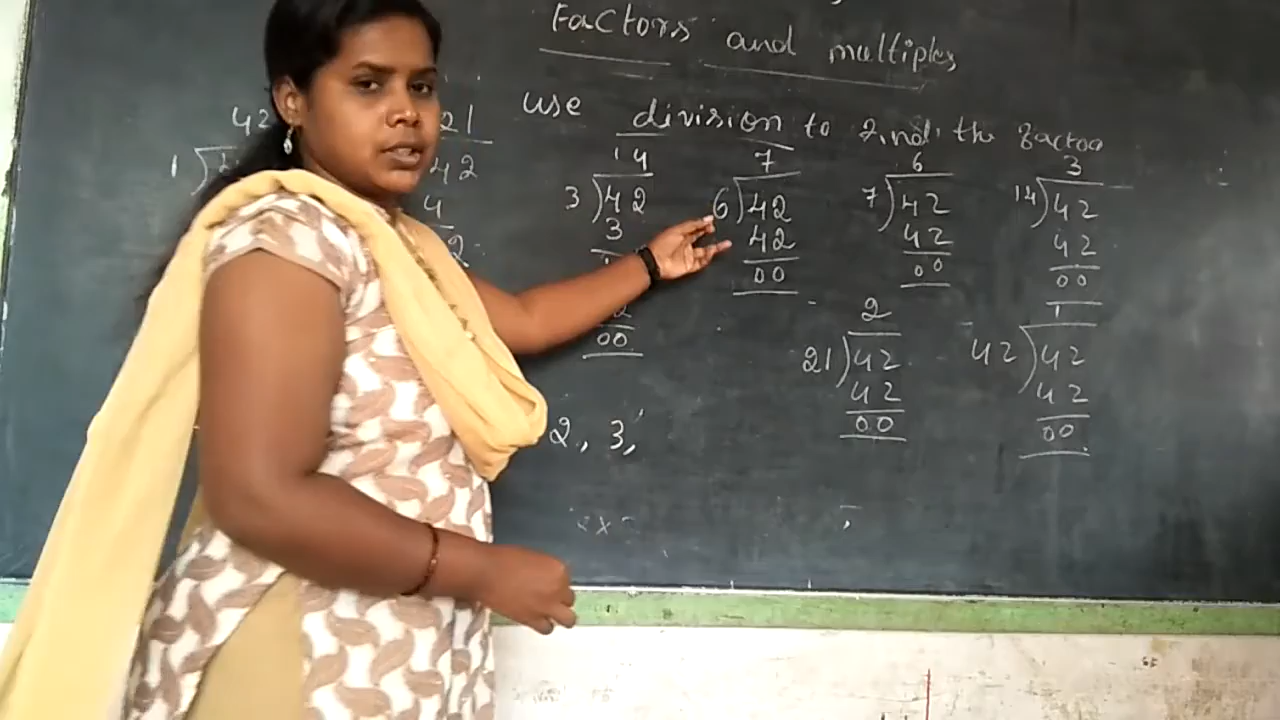 Factors and multiples
use division to find the factor
42 21 14 7 6 3
1 42 3 ) 42 6 ) 42 7 ) 42 14 ) 42
4 3 42 42 42
2 00 00 00
2 1
00 21 ) 42 42 ) 42
42 42
2, 3, 00 00